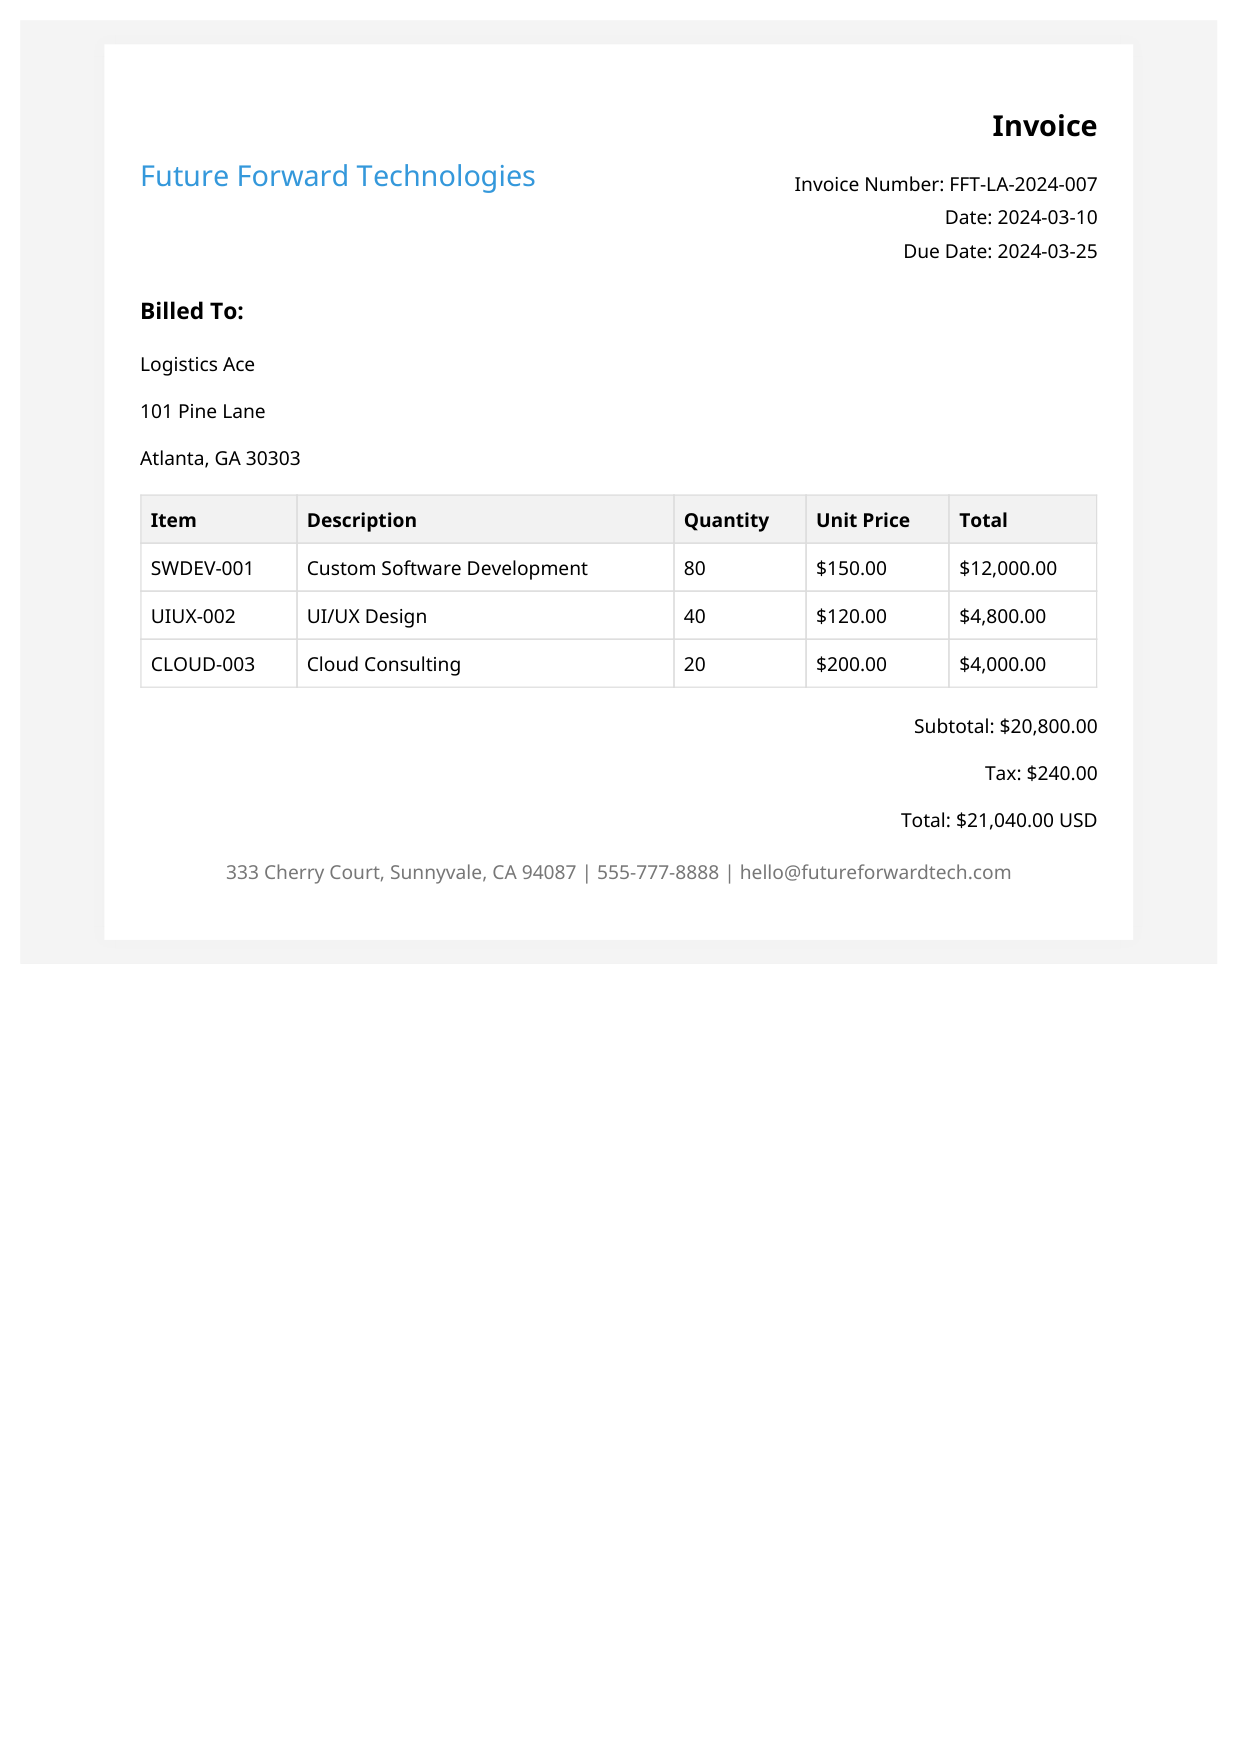 Invoice
Future Forward Technologies
Invoice Number: FFT-LA-2024-007
Date: 2024-03-10
Due Date: 2024-03-25
Billed To:
Logistics Ace
101 Pine Lane
Atlanta, GA 30303
Item Description Quantity Unit Price Total
SWDEV-001 Custom Software Development 80 $150.00 $12,000.00
UIUX-002 UI/UX Design 40 $120.00 $4,800.00
CLOUD-003 Cloud Consulting 20 $200.00 $4,000.00
Subtotal: $20,800.00
Tax: $240.00
Total: $21,040.00 USD
333 Cherry Court, Sunnyvale, CA 94087 | 555-777-8888 | hello@futureforwardtech.com